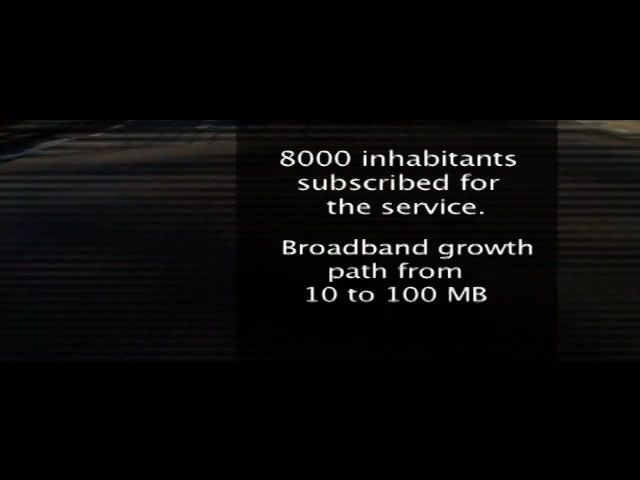 8000 inhabitants
subscribed for
the service.
Broadband growth
path from
10 to 100 MB